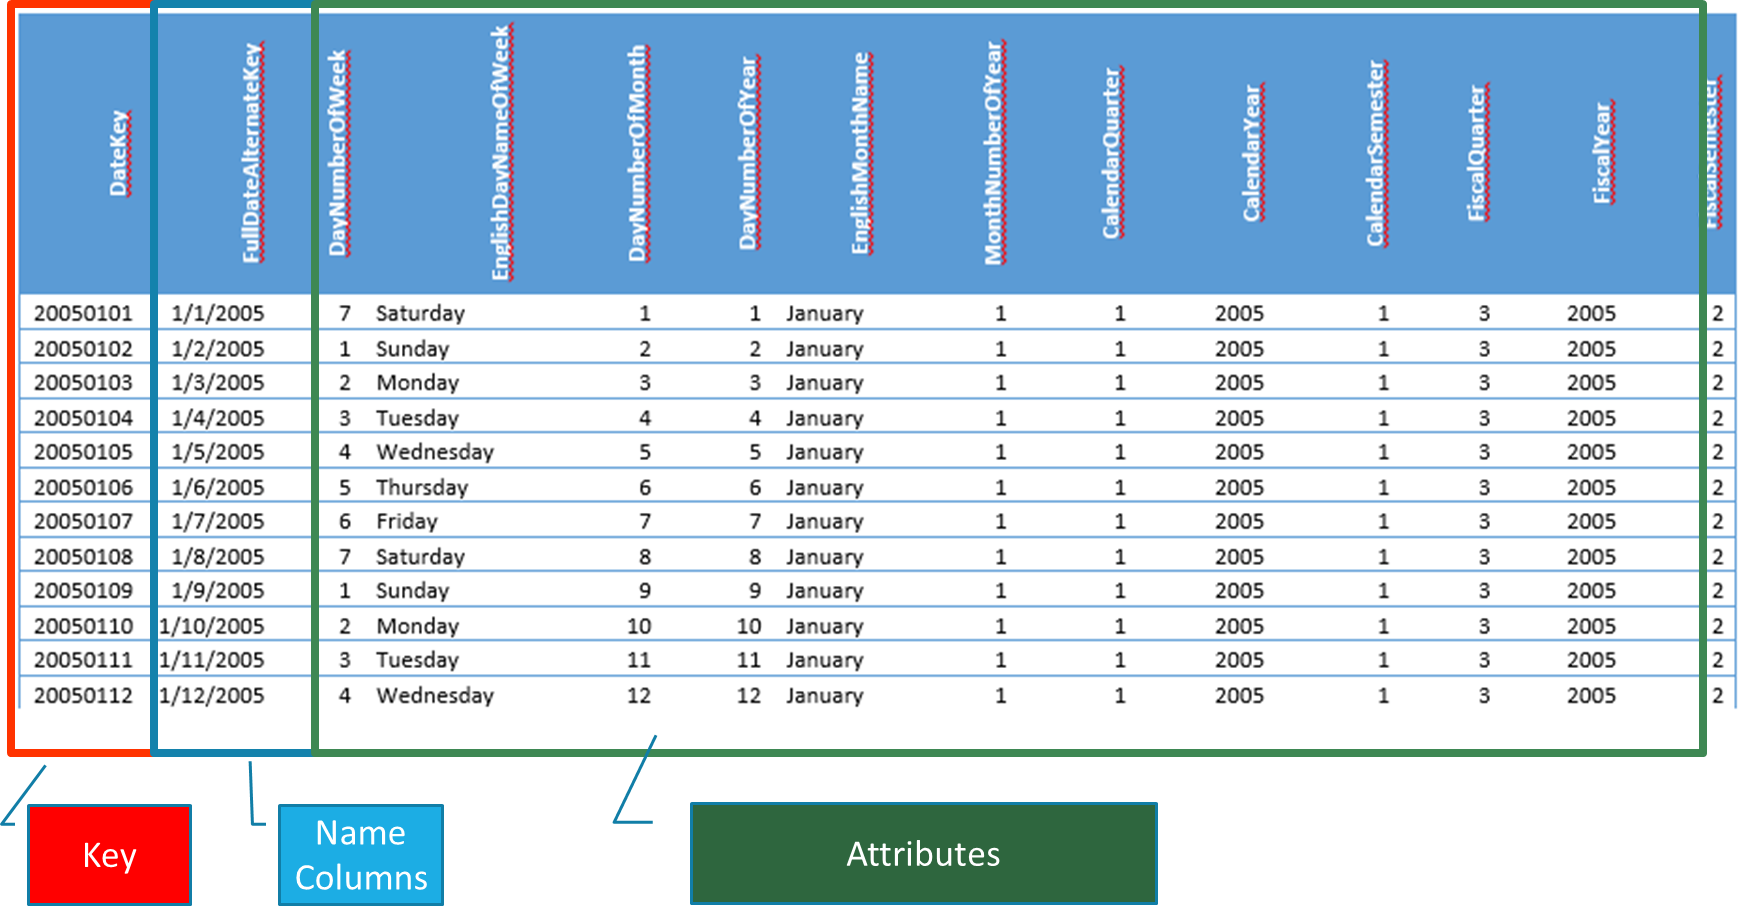 DateKey FullDateAlternateKey DayNumberOfWeek EnglishDayNameOfWeek DayNumberOfMonth DayNumberOfYear EnglishMonthName MonthNumberOfYear CalendarQuarter CalendarYear CalendarSemester FiscalQuarter FiscalYear FiscalSemester
20050101 1/1/2005 7 Saturday 1 1 January 1 1 2005 1 3 2005 2
20050102 1/2/2005 1 Sunday 2 2 January 1 1 2005 1 3 2005 2
20050103 1/3/2005 2 Monday 3 3 January 1 1 2005 1 3 2005 2
20050104 1/4/2005 3 Tuesday 4 4 January 1 1 2005 1 3 2005 2
20050105 1/5/2005 4 Wednesday 5 5 January 1 1 2005 1 3 2005 2
20050106 1/6/2005 5 Thursday 6 6 January 1 1 2005 1 3 2005 2
20050107 1/7/2005 6 Friday 7 7 January 1 1 2005 1 3 2005 2
20050108 1/8/2005 7 Saturday 8 8 January 1 1 2005 1 3 2005 2
20050109 1/9/2005 1 Sunday 9 9 January 1 1 2005 1 3 2005 2
20050110 1/10/2005 2 Monday 10 10 January 1 1 2005 1 3 2005 2
20050111 1/11/2005 3 Tuesday 11 11 January 1 1 2005 1 3 2005 2
20050112 1/12/2005 4 Wednesday 12 12 January 1 1 2005 1 3 2005 2
Key
Name
Columns
Attributes